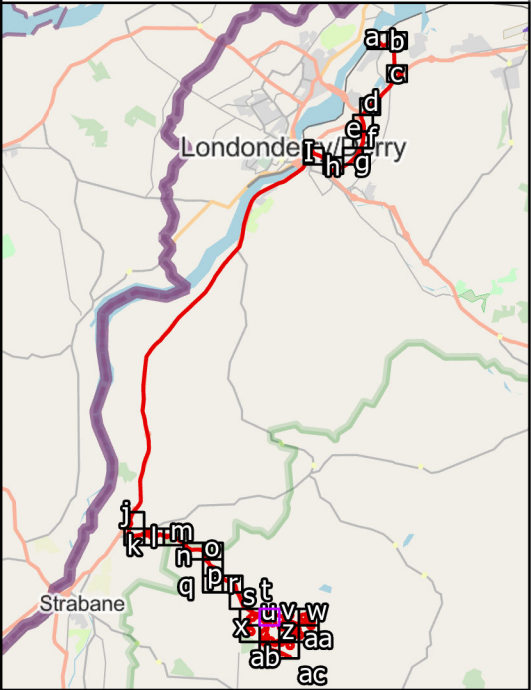 a b
c
d
e f
Londonderry/Derry
I h g
j
k l m
n o
p
q r
s t
Strabane
u v w
x z aa
ab
ac